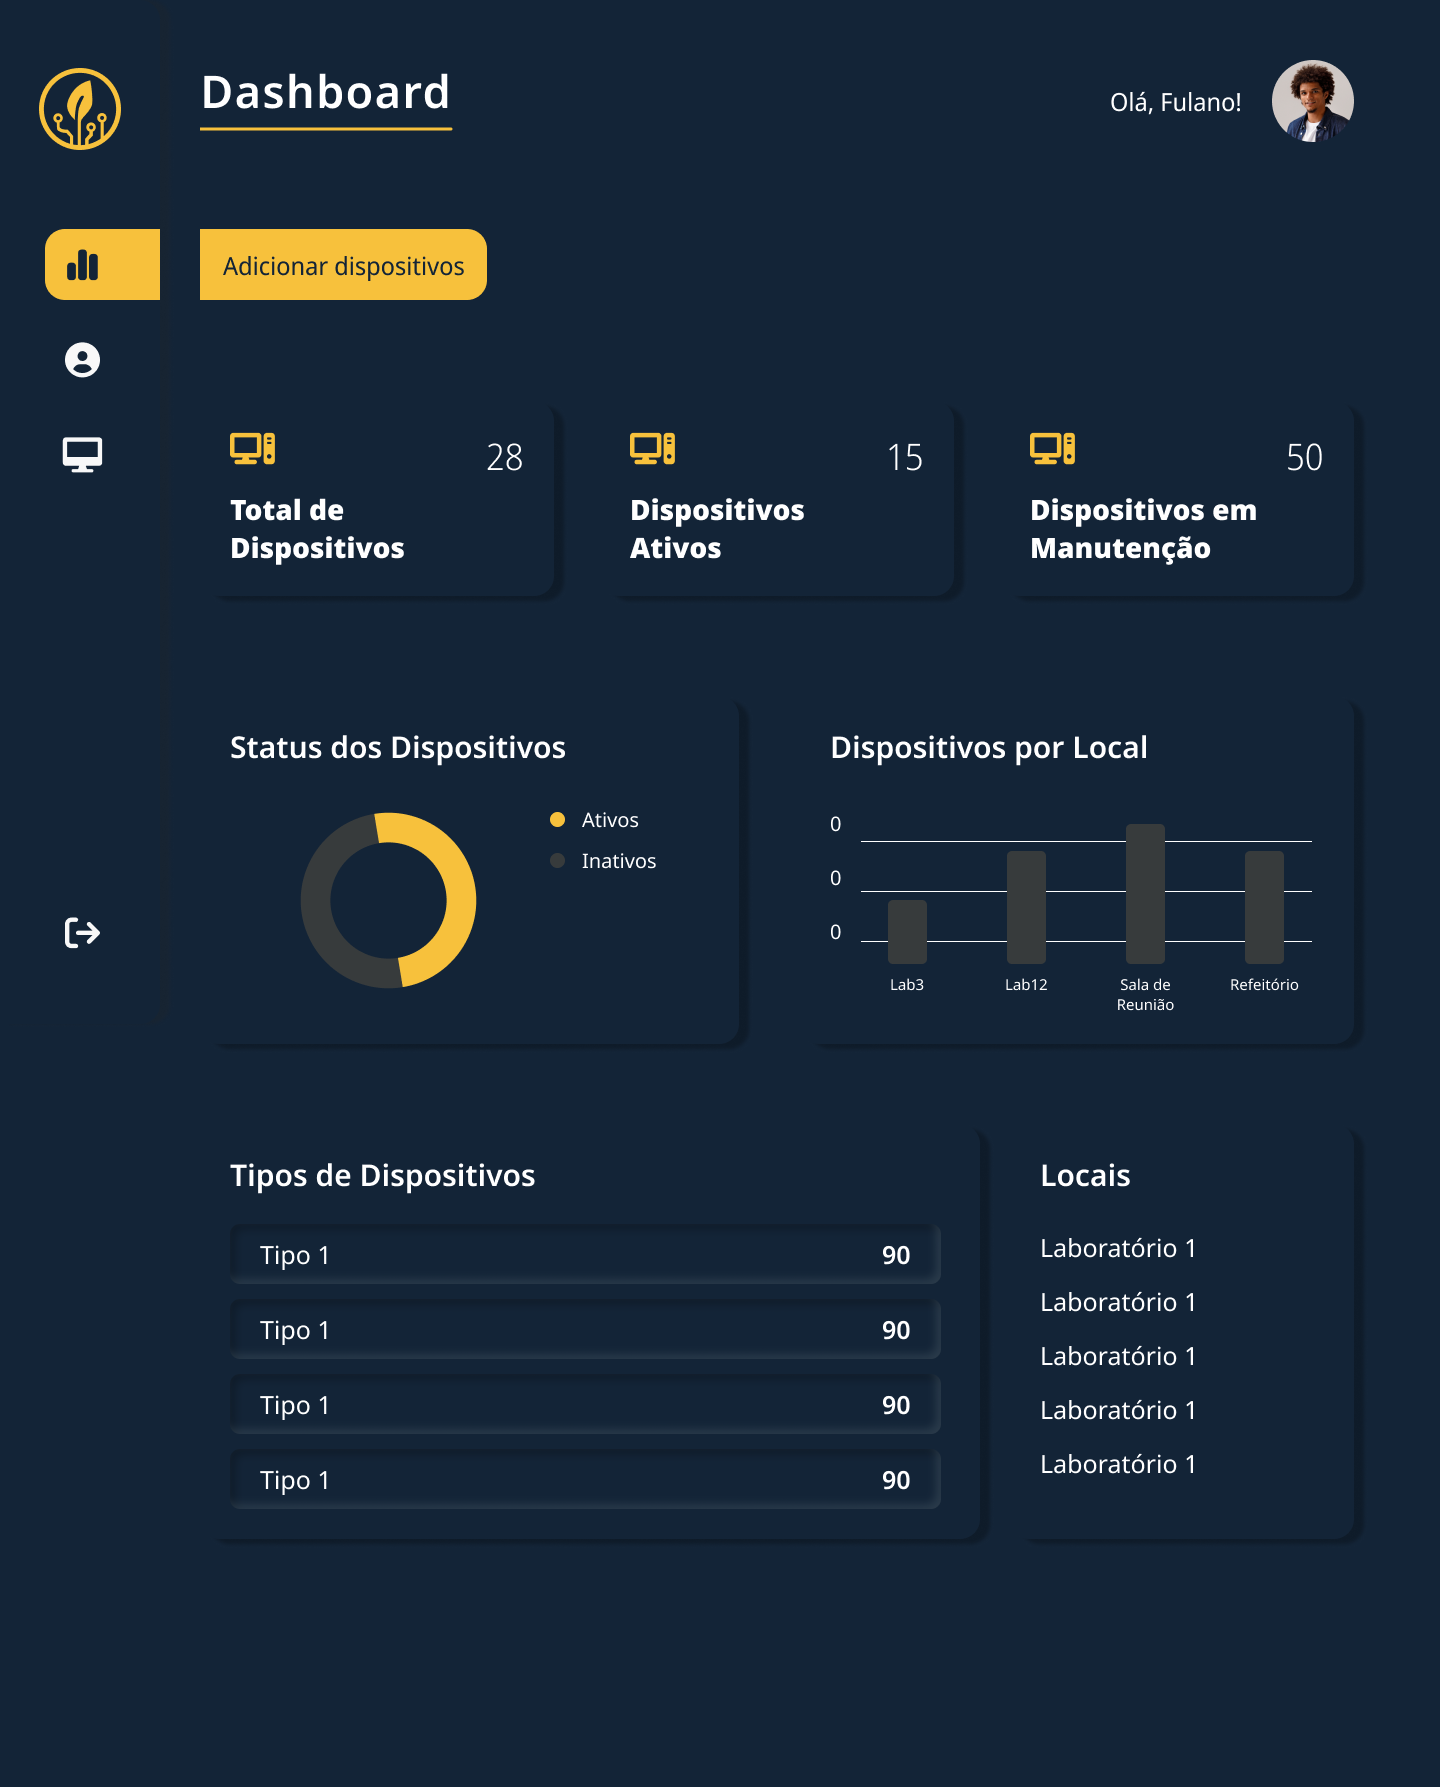 Dashboard
Olá, Fulano!
Adicionar dispositivos
28
Total de
Dispositivos
15
Dispositivos
Ativos
50
Dispositivos em
Manutenção
Status dos Dispositivos
Ativos
Inativos
Dispositivos por Local
0
0
0
Lab3
Lab12
Sala de
Reunião
Refeitório
Tipos de Dispositivos
Tipo 1 90
Tipo 1 90
Tipo 1 90
Tipo 1 90
Locais
Laboratório 1
Laboratório 1
Laboratório 1
Laboratório 1
Laboratório 1